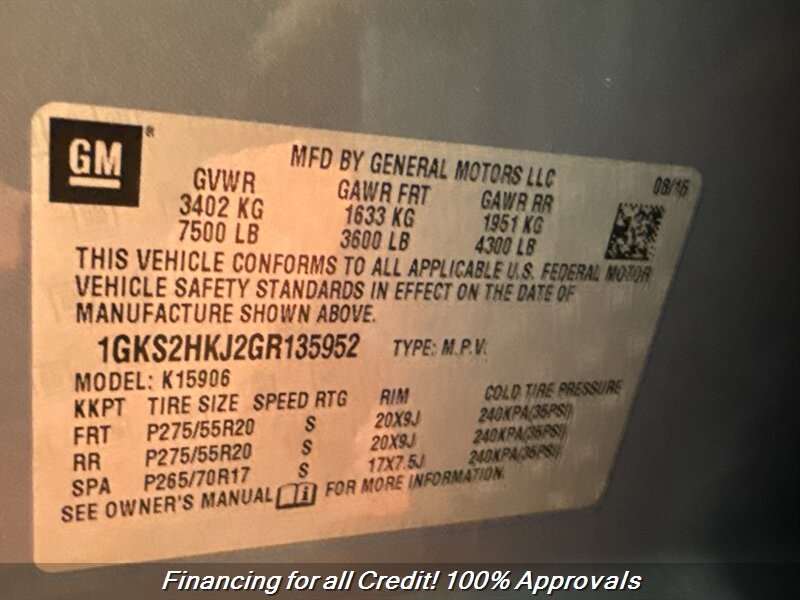 GM ®
MFD BY GENERAL MOTORS LLC 08/16
GVWR GAWR FRT GAWR RR
3402 KG 1633 KG 1951 KG
7500 LB 3600 LB 4300 LB
THIS VEHICLE CONFORMS TO ALL APPLICABLE U.S. FEDERAL MOTOR
VEHICLE SAFETY STANDARDS IN EFFECT ON THE DATE OF
MANUFACTURE SHOWN ABOVE.
1GKS2HKJ2GR135952 TYPE: M.P.V.
MODEL: K15906
KKPT TIRE SIZE SPEED RTG RIM COLD TIRE PRESSURE
FRT P275/55R20 S 20X9J 240KPA(35PSI)
RR P275/55R20 S 20X9J 240KPA(35PSI)
SPA P265/70R17 S 17X7.5J 240KPA(35PSI)
SEE OWNER'S MANUAL FOR MORE INFORMATION.
Financing for all Credit! 100% Approvals